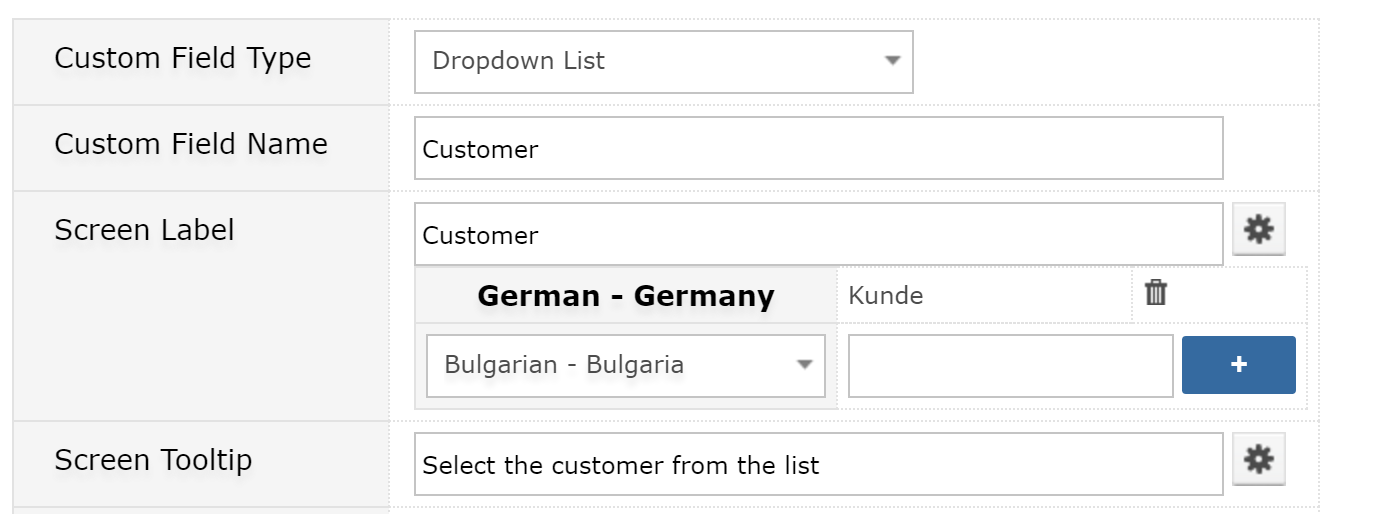 Custom Field Type
Dropdown List
Custom Field Name
Customer
Screen Label
Customer
German - Germany
Kunde
Bulgarian - Bulgaria
+
Screen Tooltip
Select the customer from the list